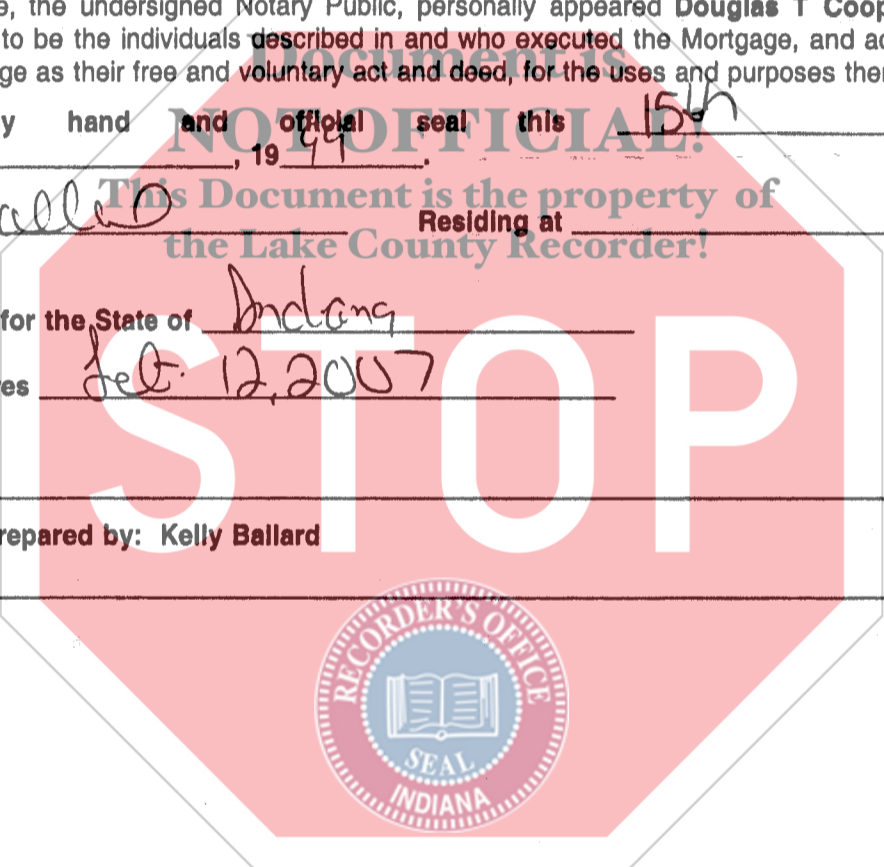 e, the undersigned Notary Public, personally appeared Douglas T Coop
to be the individuals described in and who executed the Mortgage, and ac
ge as their free and voluntary act and deed, for the uses and purposes ther
Document is
y hand and official seal this 15th
NOT OFFICIAL!
, 19 99.
This Document is the property of
Residing at
the Lake County Recorder!
for the State of Indiana
es Feb. 12, 2007
STOP
repared by: Kelly Ballard
RECORDER'S OFFICE
SEAL
INDIANA